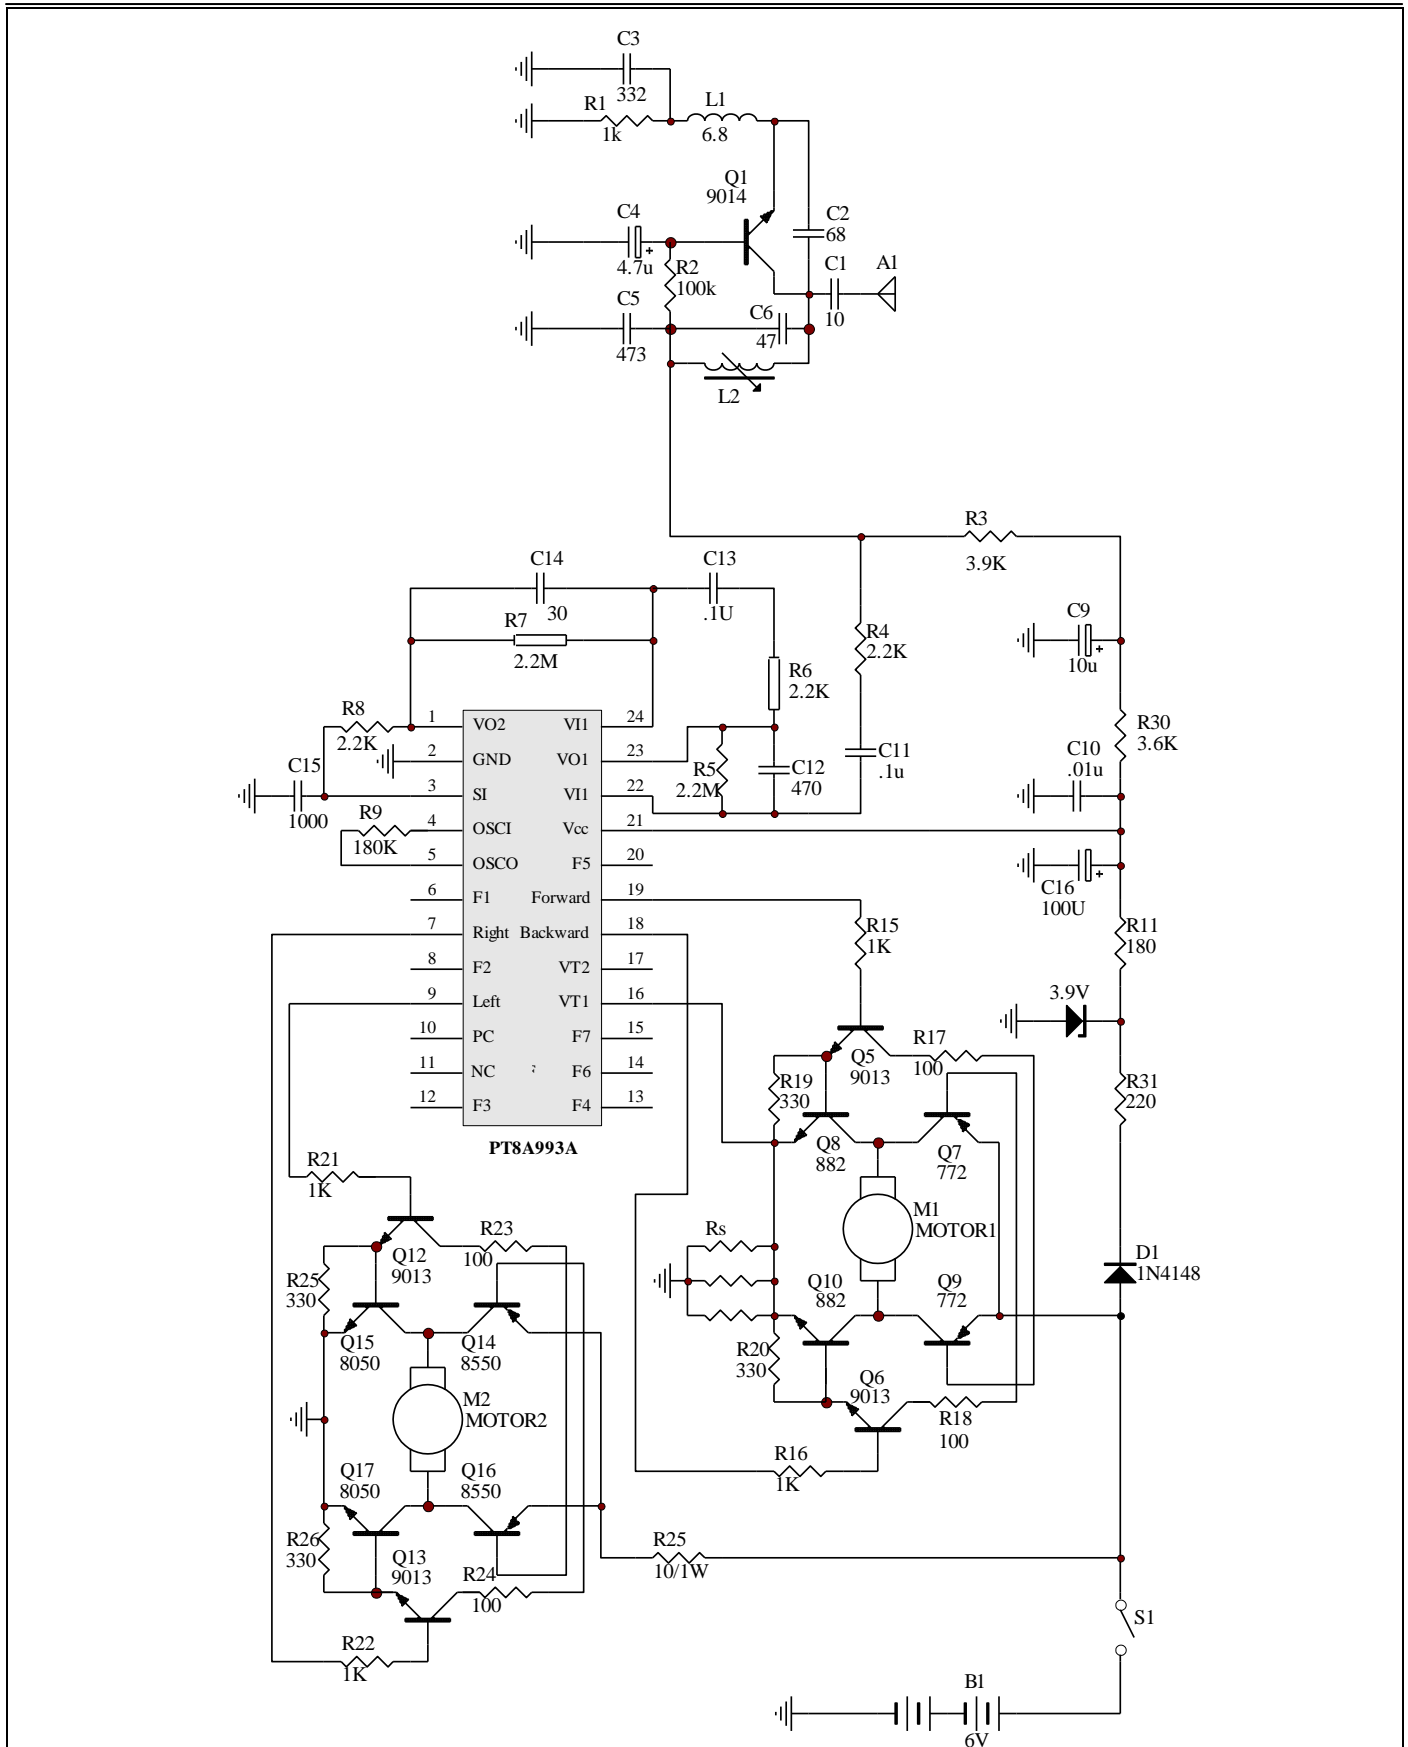 C3
332
R1
1k
L1
6.8
Q1
9014
C4
4.7u
+
R2
100k
C2
68
C1
10
A1
C5
473
C6
47
L2
R3
3.9K
C14
30
C13
.1U
R7
2.2M
R4
2.2K
C9
10u
+
R6
2.2K
R8
2.2K
R30
3.6K
C15
1000
R5
2.2M
C12
470
C11
.1u
C10
.01u
R9
180K
C16
100U
+
1 VO2 VI1 24
2 GND VO1 23
3 SI VI1 22
4 OSCI Vcc 21
5 OSCO F5 20
6 F1 Forward 19
7 Right Backward 18
8 F2 VT2 17
9 Left VT1 16
10 PC F7 15
11 NC F6 14
12 F3 F4 13
PT8A993A
R15
1K
R11
180
3.9V
Q5
9013
R17
100
R19
330
R31
220
Q8
882
Q7
772
M1
MOTOR1
Rs
Q10
882
Q9
772
D1
1N4148
R20
330
Q6
9013
R18
100
R16
1K
R21
1K
Q12
9013
R23
100
R25
330
Q15
8050
Q14
8550
M2
MOTOR2
Q17
8050
Q16
8550
R26
330
Q13
9013
R24
100
R22
1K
R25
10/1W
S1
B1
6V